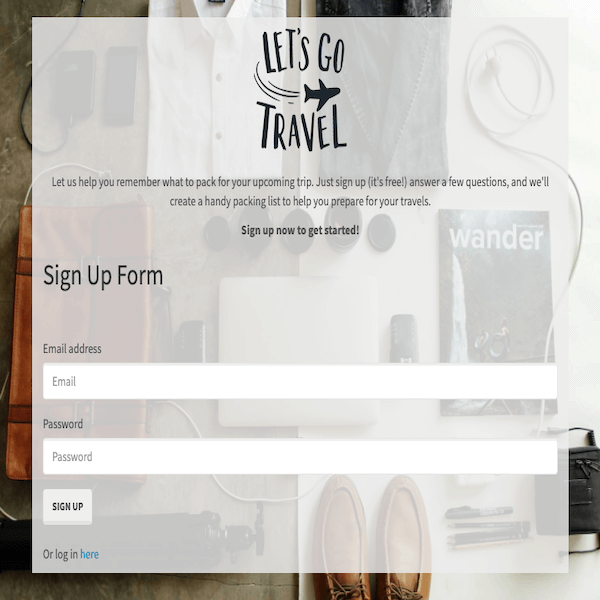 LET'S GO
TRAVEL
Let us help you remember what to pack for your upcoming trip. Just sign up (it's free!) answer a few questions, and we'll
create a handy packing list to help you prepare for your travels.
Sign up now to get started!
wander
Sign Up Form
Email address
Email
Password
Password
SIGN UP
Or log in here